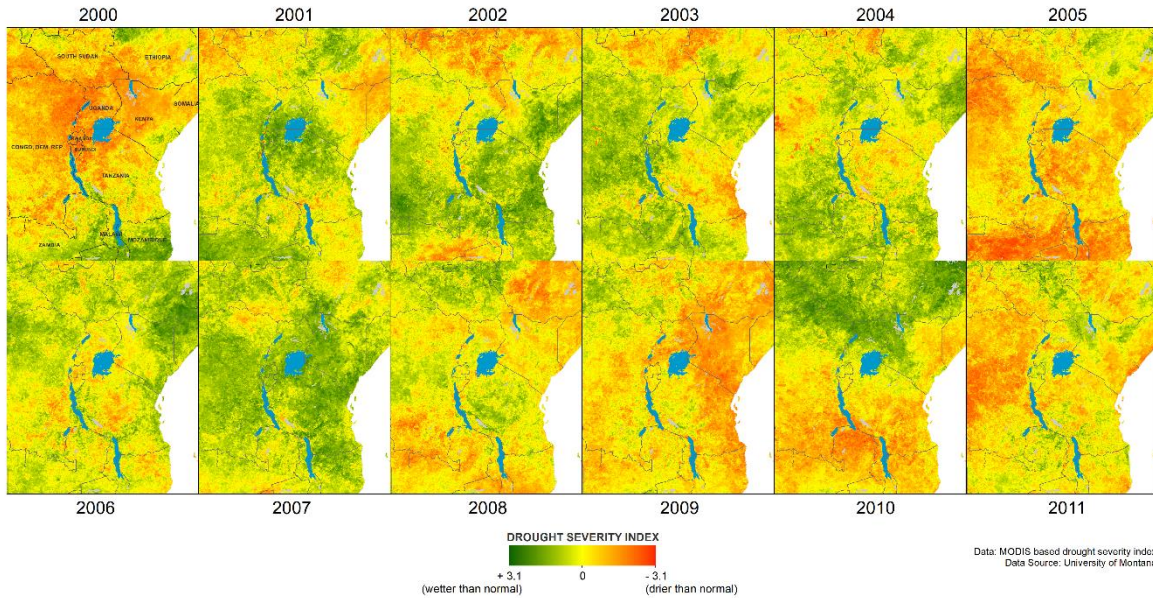 2000 2001 2002 2003 2004 2005
SOUTH SUDAN ETHIOPIA
UGANDA SOMALIA
KENYA
CONGO, DEM. REP.
TANZANIA
MALAWI MOZAMBIQUE
ZAMBIA
2006 2007 2008 2009 2010 2011
DROUGHT SEVERITY INDEX
+ 3.1 0 - 3.1
(wetter than normal) (drier than normal)
Data: MODIS based drought severity index
Data Source: University of Montana